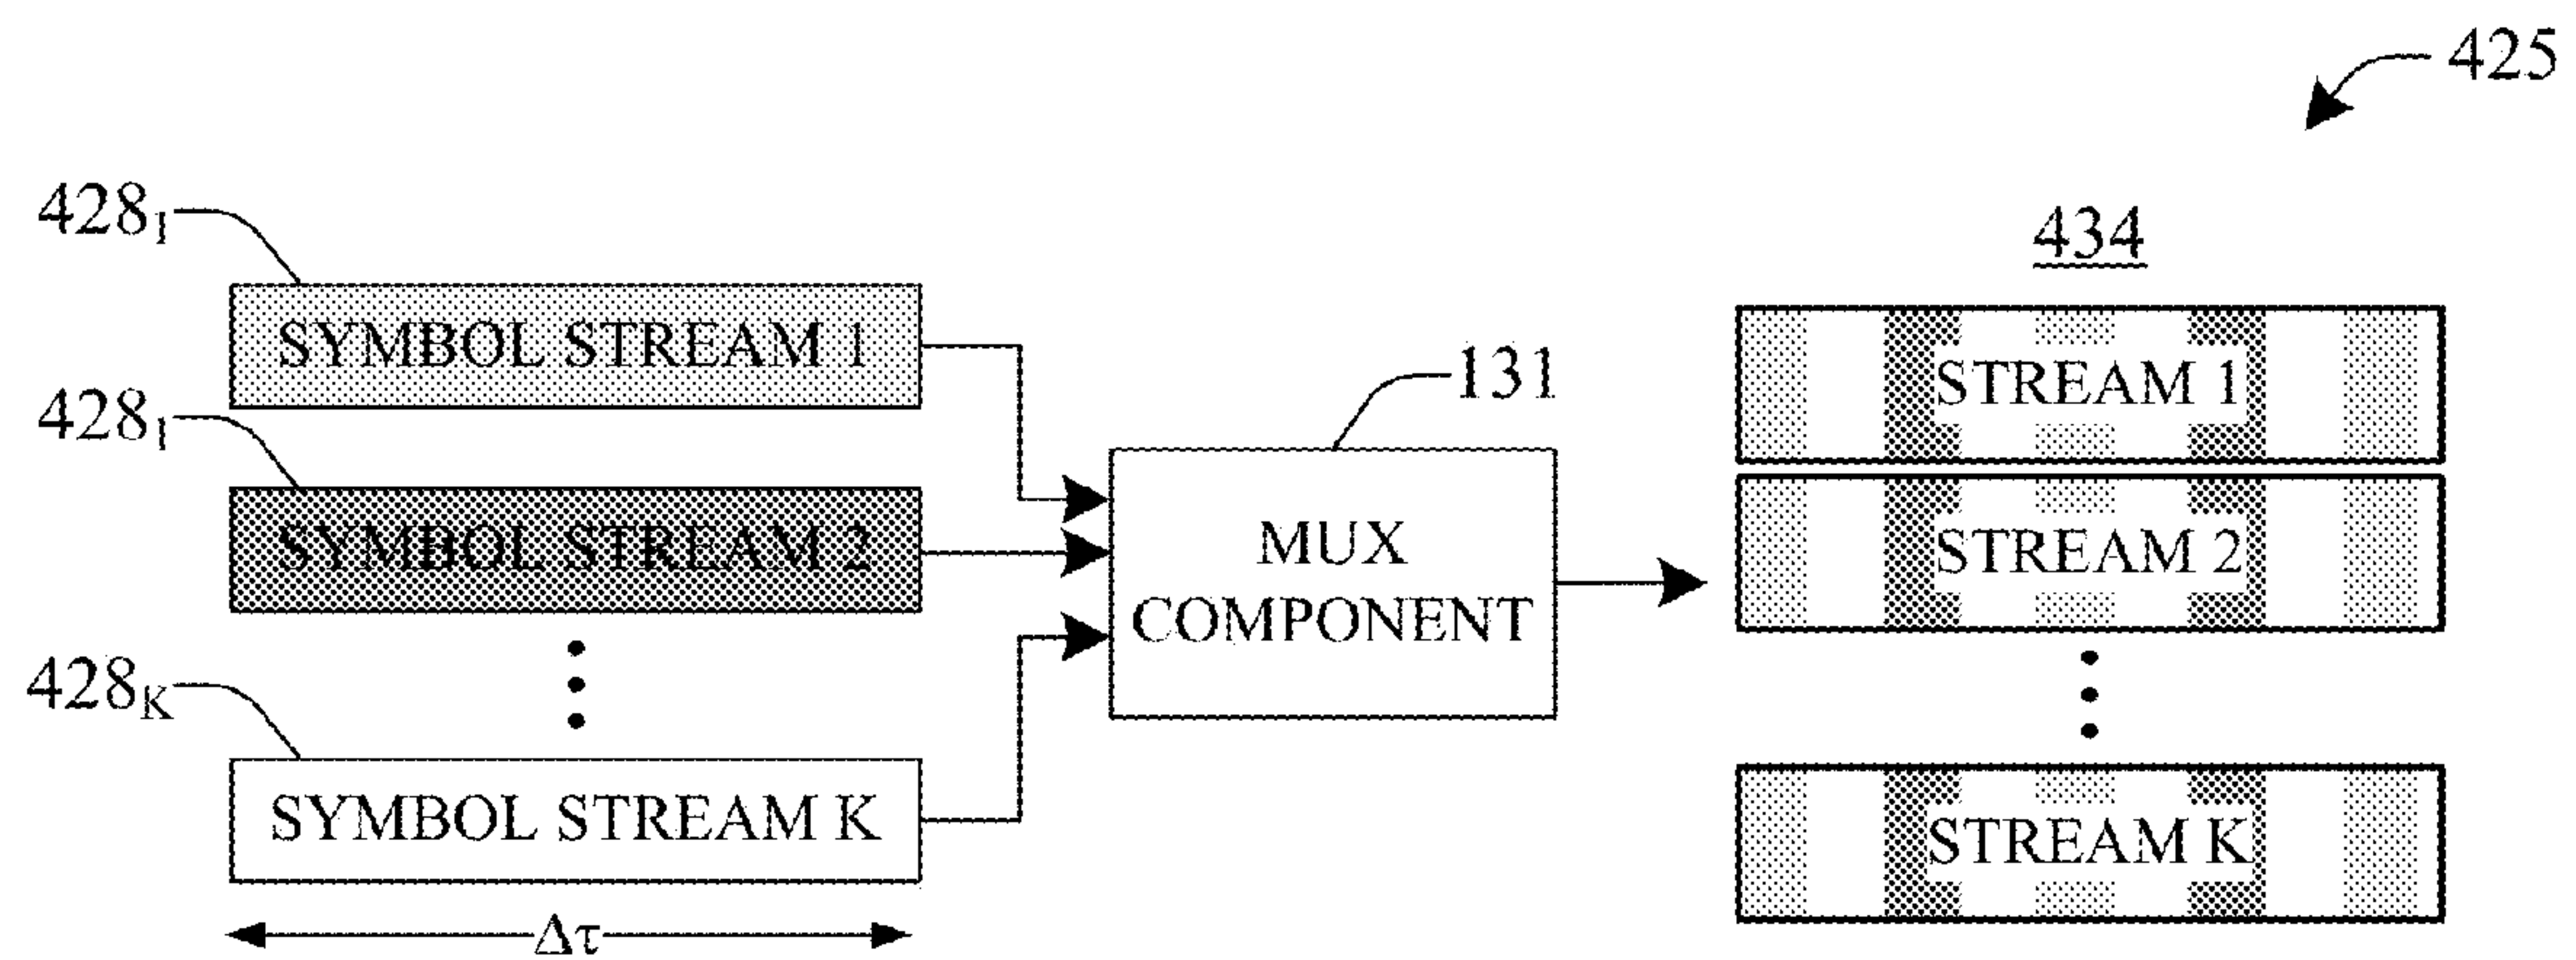 425
428₁
434
SYMBOL STREAM 1
131
STREAM 1
428₁
SYMBOL STREAM 2
MUX
COMPONENT
STREAM 2
428K
SYMBOL STREAM K
STREAM K
Δτ